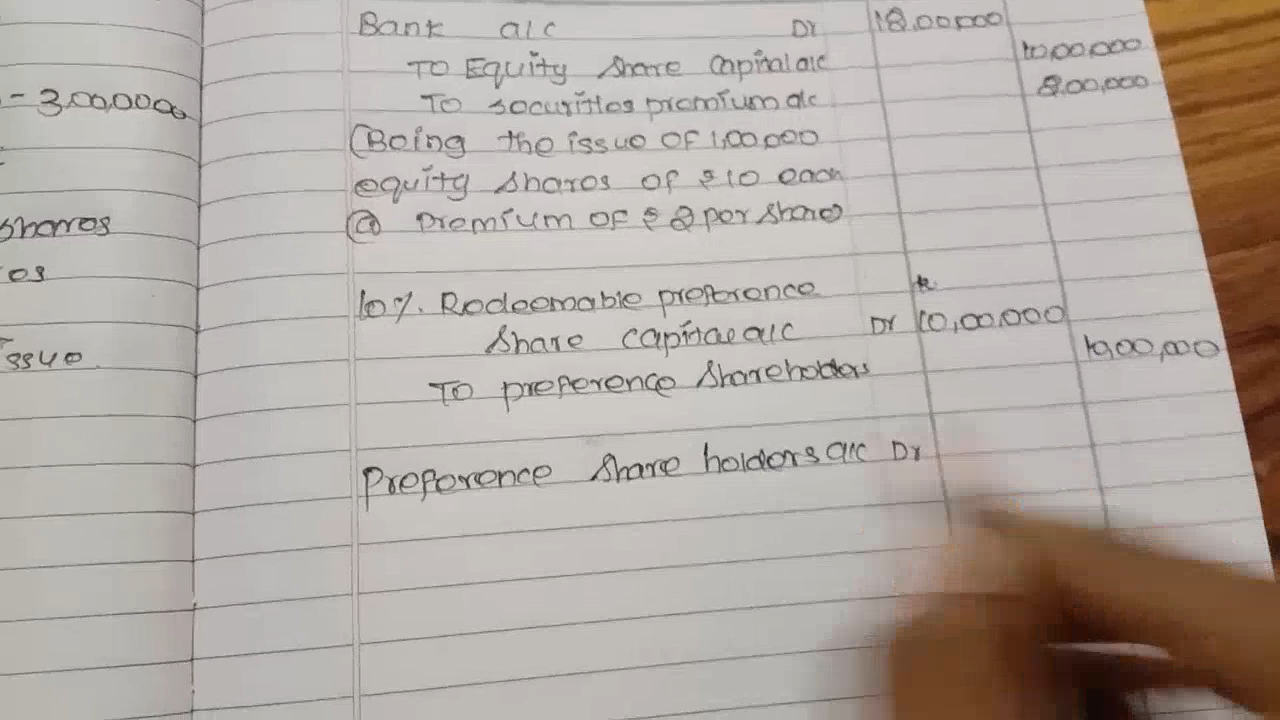 - 3,00,000
shares
es
Issue.
Bank a/c Dr 18,00,000
To Equity share capital a/c 10,00,000
To securities premium a/c 8,00,000
(Being the issue of 1,00,000
equity shares of ₹10 each
@ premium of ₹ 8 per share)
10%. Redeemable preference
share capital a/c Dr 10,00,000
To preference shareholders 10,00,000
Preference share holders a/c Dr